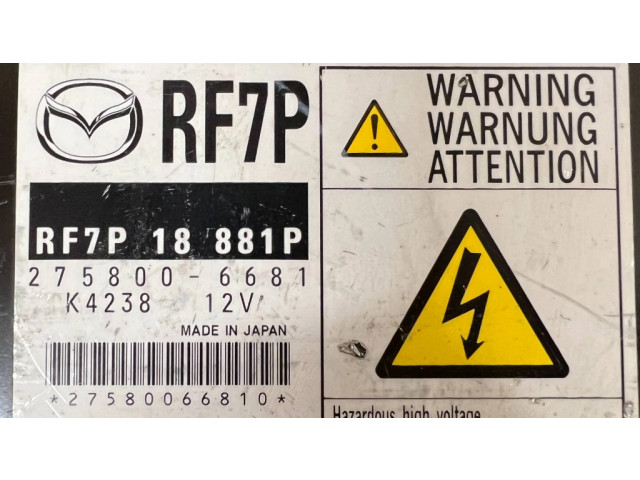 RF7P
RF7P 18 881P
275800-6681
K4238 12V
MADE IN JAPAN
*27580066810*
WARNING
WARNUNG
ATTENTION
Hazardous high voltage